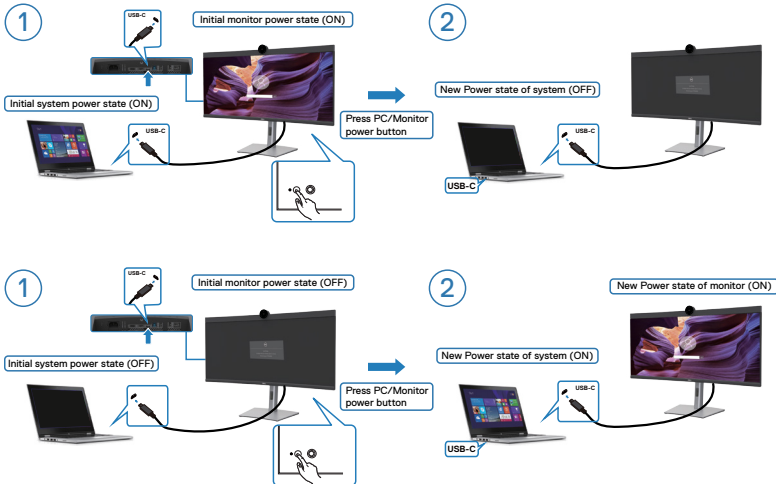 1
USB-C
Initial monitor power state (ON)
2
Initial system power state (ON)
USB-C
Press PC/Monitor
power button
New Power state of system (OFF)
USB-C
USB-C
1
USB-C
Initial monitor power state (OFF)
2
New Power state of monitor (ON)
Initial system power state (OFF)
USB-C
Press PC/Monitor
power button
New Power state of system (ON)
USB-C
USB-C